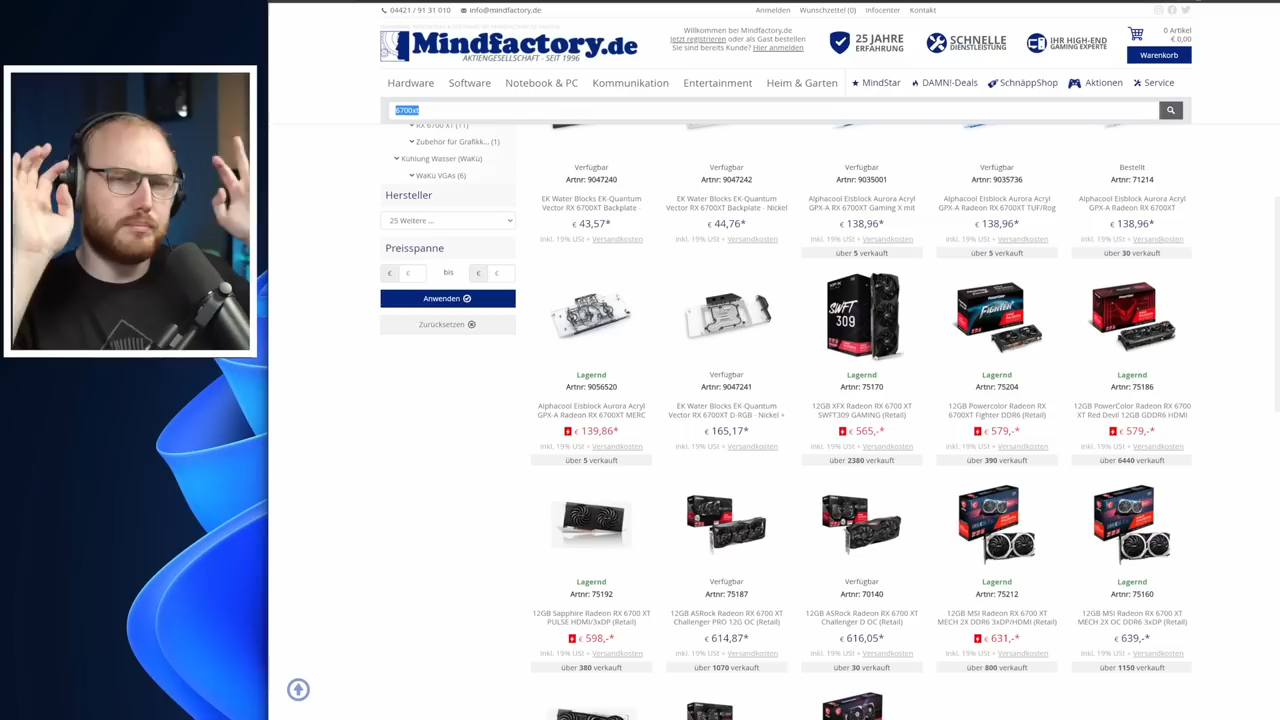 04421 / 91 31 010
info@mindfactory.de
Anmelden
Wunschzettel (0)
Infocenter
Kontakt
Mindfactory.de
AKTIENGESELLSCHAFT - SEIT 1996
Willkommen bei Mindfactory.de
Jetzt registrieren oder als Gast bestellen
Sie sind bereits Kunde? Hier anmelden
25 JAHRE
ERFAHRUNG
SCHNELLE
DIENSTLEISTUNG
IHR HIGH-END
GAMING EXPERTE
0 Artikel
€ 0,00
Warenkorb
Hardware
Software
Notebook & PC
Kommunikation
Entertainment
Heim & Garten
MindStar
DAMN!-Deals
SchnäppShop
Aktionen
Service
6700xt
RX 6700 XT (11)
Zubehör für Grafikk... (1)
Kühlung Wasser (WaKü)
WaKü VGAs (6)
Hersteller
25 Weitere ...
Preisspanne
€ € bis € €
Anwenden
Zurücksetzen
Verfügbar
Artnr: 9047240
EK Water Blocks EK-Quantum
Vector RX 6700XT Backplate -
€ 43,57*
inkl. 19% USt + Versandkosten
Verfügbar
Artnr: 9047242
EK Water Blocks EK-Quantum
Vector RX 6700XT Backplate - Nickel
€ 44,76*
inkl. 19% USt + Versandkosten
Verfügbar
Artnr: 9035001
Alphacool Eisblock Aurora Acryl
GPX-A RX 6700XT Gaming X mit
€ 138,96*
inkl. 19% USt + Versandkosten
über 5 verkauft
Verfügbar
Artnr: 9035736
Alphacool Eisblock Aurora Acryl
GPX-A Radeon RX 6700XT TUF/Rog
€ 138,96*
inkl. 19% USt + Versandkosten
über 5 verkauft
Bestellt
Artnr: 71214
Alphacool Eisblock Aurora Acryl
GPX-A Radeon RX 6700XT
€ 138,96*
inkl. 19% USt + Versandkosten
über 30 verkauft
Lagernd
Artnr: 9056520
Alphacool Eisblock Aurora Acryl
GPX-A Radeon RX 6700XT MERC
€ 139,86*
inkl. 19% USt + Versandkosten
über 5 verkauft
Verfügbar
Artnr: 9047241
EK Water Blocks EK-Quantum
Vector RX 6700XT D-RGB - Nickel +
€ 165,17*
inkl. 19% USt + Versandkosten
SWFT
309
Lagernd
Artnr: 75170
12GB XFX Radeon RX 6700 XT
SWFT309 GAMING (Retail)
€ 565,-*
inkl. 19% USt + Versandkosten
über 2380 verkauft
FIGHTER
Lagernd
Artnr: 75204
12GB Powercolor Radeon RX
6700XT Fighter DDR6 (Retail)
€ 579,-*
inkl. 19% USt + Versandkosten
über 390 verkauft
Lagernd
Artnr: 75186
12GB PowerColor Radeon RX 6700
XT Red Devil 12GB GDDR6 HDMI
€ 579,-*
inkl. 19% USt + Versandkosten
über 6440 verkauft
Lagernd
Artnr: 75192
12GB Sapphire Radeon RX 6700 XT
PULSE HDMI/3xDP (Retail)
€ 598,-*
inkl. 19% USt + Versandkosten
über 380 verkauft
Verfügbar
Artnr: 75187
12GB ASRock Radeon RX 6700 XT
Challenger PRO 12G OC (Retail)
€ 614,87*
inkl. 19% USt + Versandkosten
über 1070 verkauft
Verfügbar
Artnr: 70140
12GB ASRock Radeon RX 6700 XT
Challenger D OC (Retail)
€ 616,05*
inkl. 19% USt + Versandkosten
über 30 verkauft
Lagernd
Artnr: 75212
12GB MSI Radeon RX 6700 XT
MECH 2X DDR6 3xDP/HDMI (Retail)
€ 631,-*
inkl. 19% USt + Versandkosten
über 800 verkauft
Lagernd
Artnr: 75160
12GB MSI Radeon RX 6700 XT
MECH 2X OC DDR6 3xDP (Retail)
€ 639,-*
inkl. 19% USt + Versandkosten
über 1150 verkauft